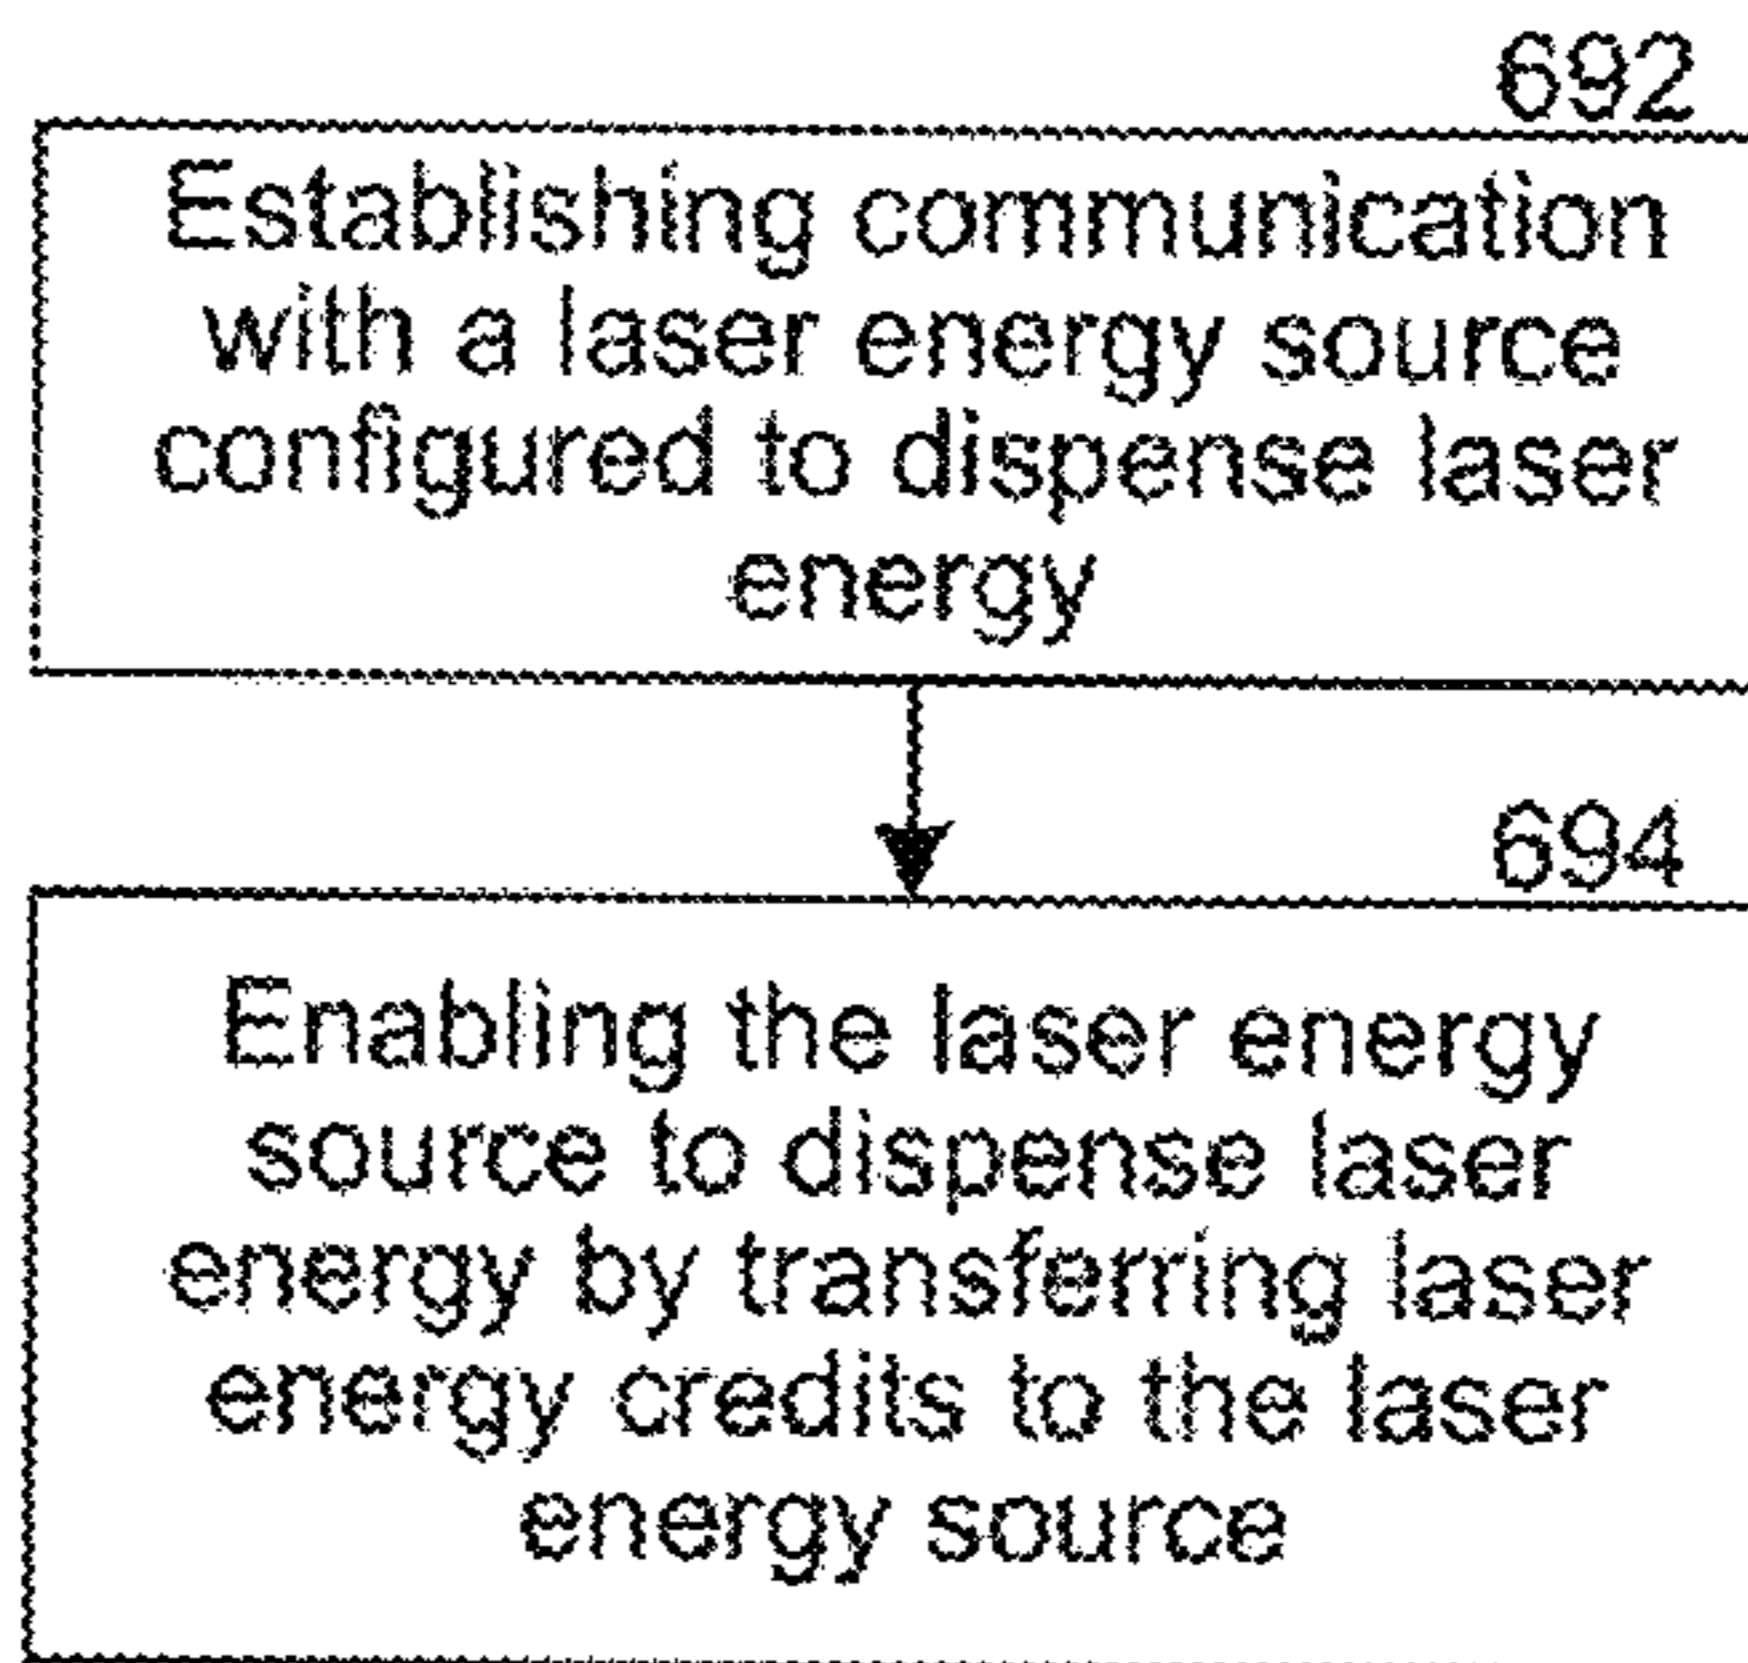 692
Establishing communication
with a laser energy source
configured to dispense laser
energy
694
Enabling the laser energy
source to dispense laser
energy by transferring laser
energy credits to the laser
energy source